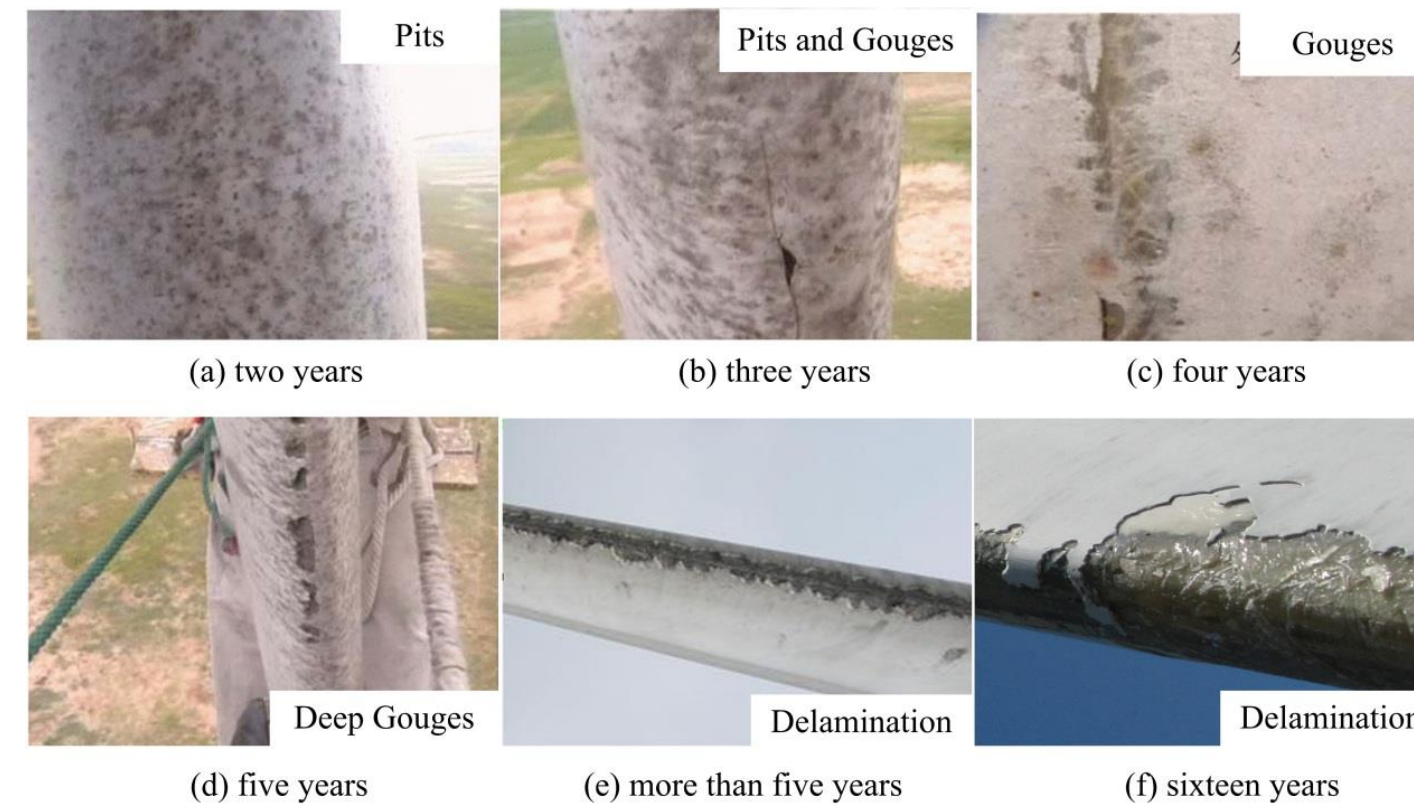 Pits
Pits and Gouges
Gouges
(a) two years
(b) three years
(c) four years
Deep Gouges
Delamination
Delamination
(d) five years
(e) more than five years
(f) sixteen years